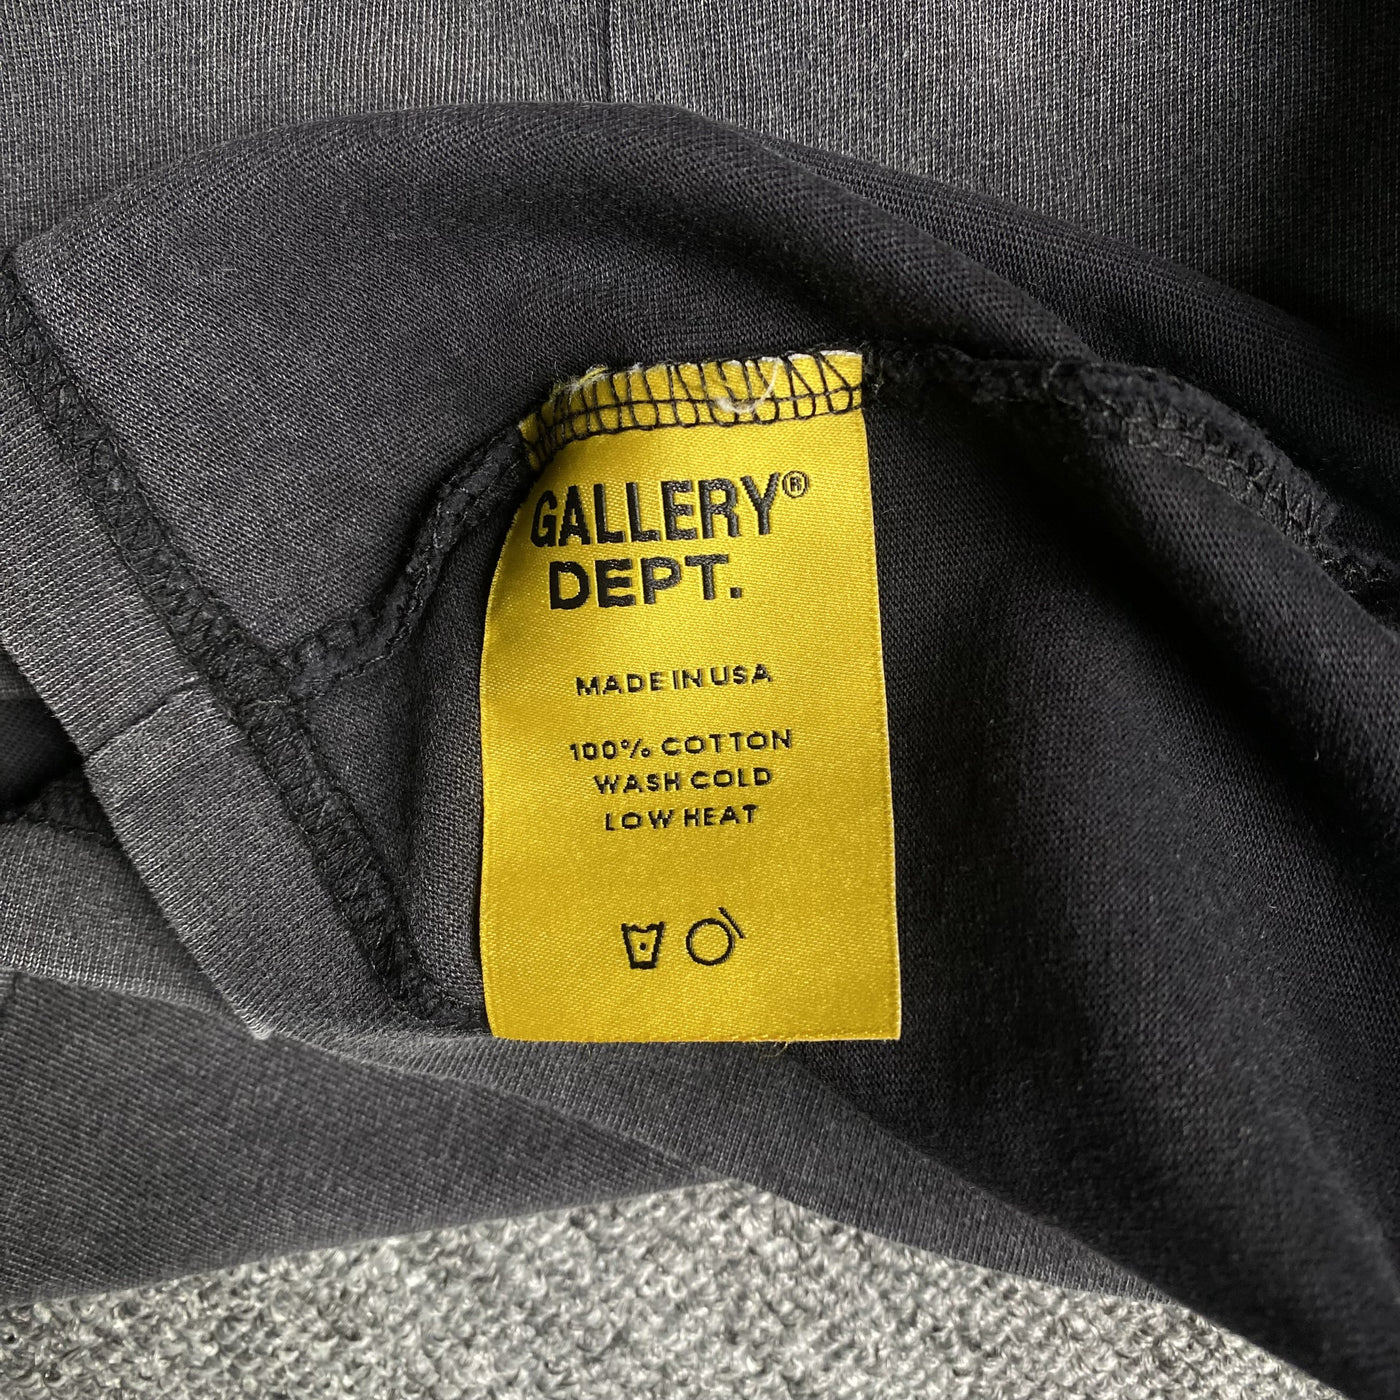 GALLERY®
DEPT.
MADE IN USA
100% COTTON
WASH COLD
LOW HEAT